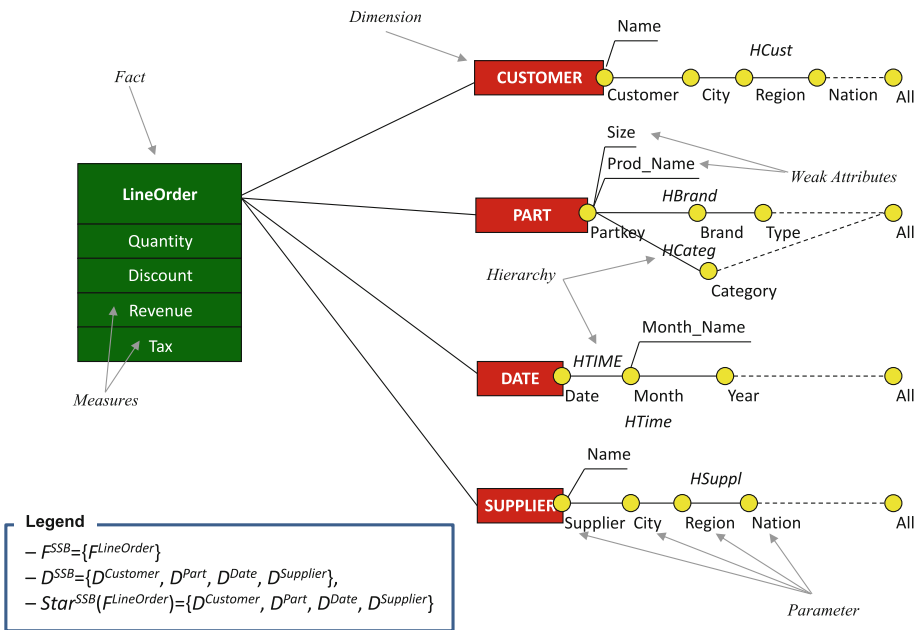 Dimension
Name
HCust
CUSTOMER
Customer City Region Nation All
Fact
Size
Prod_Name
Weak Attributes
LineOrder
Quantity
Discount
Revenue
Tax
Measures
HBrand
PART
Partkey Brand Type All
HCateg
Hierarchy
Category
Month_Name
HTIME
DATE
Date Month Year All
HTime
Name
HSuppl
SUPPLIER
Supplier City Region Nation All
Parameter
Legend
– F^SSB={F^LineOrder}
– D^SSB={D^Customer, D^Part, D^Date, D^Supplier},
– Star^SSB(F^LineOrder)={D^Customer, D^Part, D^Date, D^Supplier}